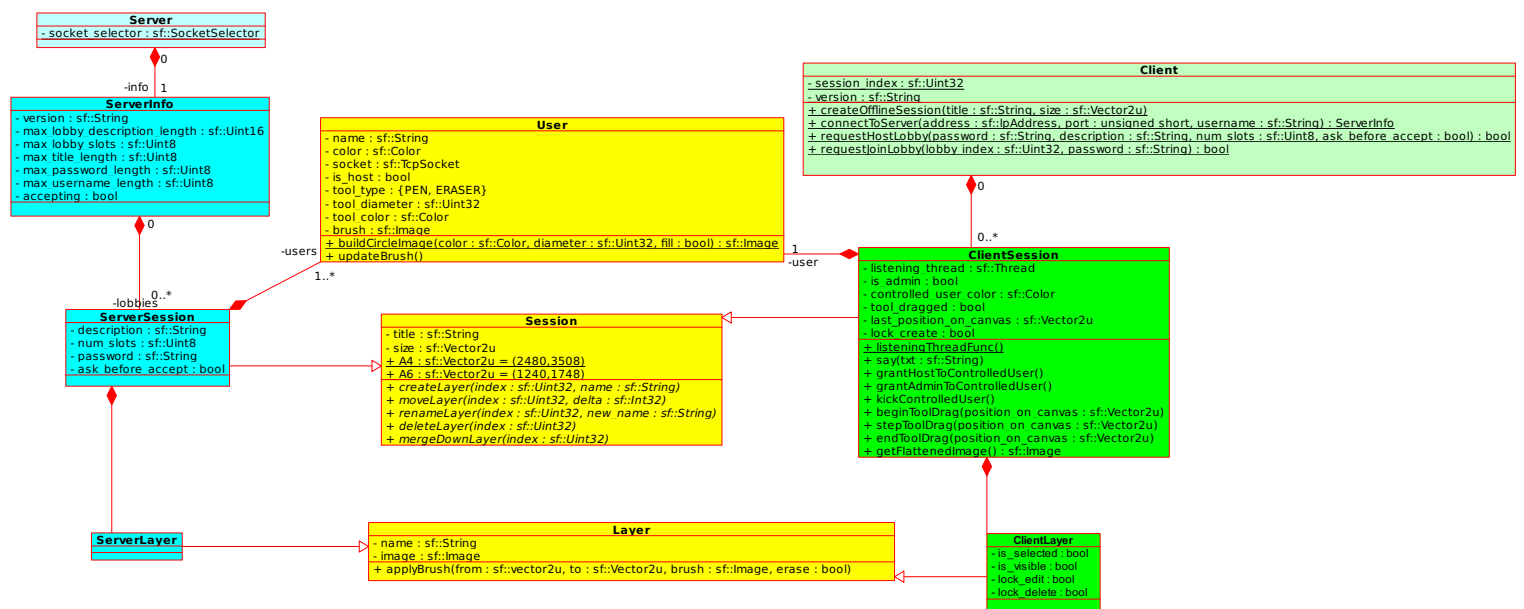 Server
- socket_selector : sf::SocketSelector
0
-info 1
ServerInfo
- version : sf::String
- max_lobby_description_length : sf::Uint16
- max_lobby_slots : sf::Uint8
- max_title_length : sf::Uint8
- max_password_length : sf::Uint8
- max_username_length : sf::Uint8
- accepting : bool
0
0..*
-lobbies
ServerSession
- description : sf::String
- num_slots : sf::Uint8
- password : sf::String
- ask_before_accept : bool
ServerLayer
User
- name : sf::String
- color : sf::Color
- socket : sf::TcpSocket
- is_host : bool
- tool_type : {PEN, ERASER}
- tool_diameter : sf::Uint32
- tool_color : sf::Color
- brush : sf::Image
+ buildCircleImage(color : sf::Color, diameter : sf::Uint32, fill : bool) : sf::Image
+ updateBrush()
-users
1..*
1
-user
Session
- title : sf::String
- size : sf::Vector2u
+ A4 : sf::Vector2u = (2480,3508)
+ A6 : sf::Vector2u = (1240,1748)
+ createLayer(index : sf::Uint32, name : sf::String)
+ moveLayer(index : sf::Uint32, delta : sf::Int32)
+ renameLayer(index : sf::Uint32, new_name : sf::String)
+ deleteLayer(index : sf::Uint32)
+ mergeDownLayer(index : sf::Uint32)
Layer
- name : sf::String
- image : sf::Image
+ applyBrush(from : sf::vector2u, to : sf::Vector2u, brush : sf::Image, erase : bool)
Client
- session_index : sf::Uint32
- version : sf::String
+ createOfflineSession(title : sf::String, size : sf::Vector2u)
+ connectToServer(address : sf::IpAddress, port : unsigned_short, username : sf::String) : ServerInfo
+ requestHostLobby(password : sf::String, description : sf::String, num_slots : sf::Uint8, ask_before_accept : bool) : bool
+ requestJoinLobby(lobby_index : sf::Uint32, password : sf::String) : bool
0
0..*
ClientSession
- listening_thread : sf::Thread
- is_admin : bool
- controlled_user_color : sf::Color
- tool_dragged : bool
- last_position_on_canvas : sf::Vector2u
- lock_create : bool
+ listeningThreadFunc()
+ say(txt : sf::String)
+ grantHostToControlledUser()
+ grantAdminToControlledUser()
+ kickControlledUser()
+ beginToolDrag(position_on_canvas : sf::Vector2u)
+ stepToolDrag(position_on_canvas : sf::Vector2u)
+ endToolDrag(position_on_canvas : sf::Vector2u)
+ getFlattenedImage() : sf::Image
ClientLayer
- is_selected : bool
- is_visible : bool
- lock_edit : bool
- lock_delete : bool